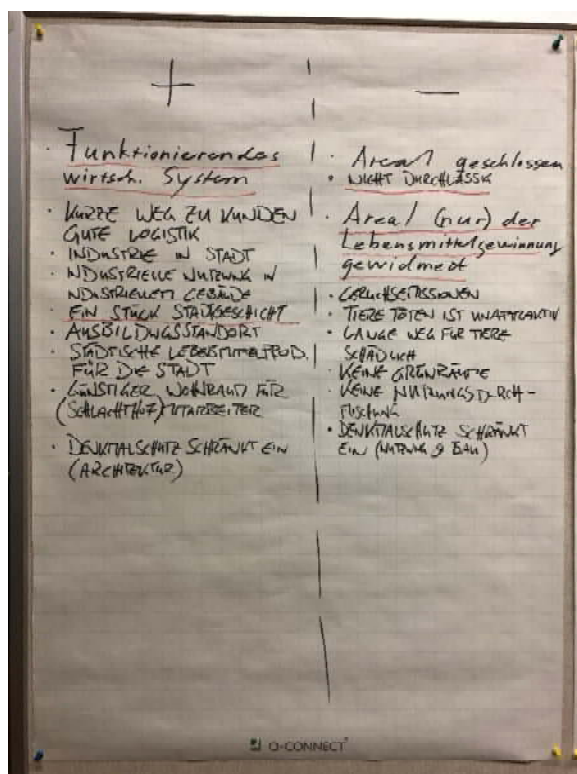 +
· Funktionierendes
wirtsch. System
· KURZE WEG ZU KUNDEN
GUTE LOGISTIK
· INDUSTRIE IN STADT
· INDUSTRIELLE NUTZUNG IN
INDUSTRIELLEM GEBÄUDE
· EIN STÜCK STADTGESCHICHT
· AUSBILDUNGSSTANDORT
· STÄDTISCHE LEBENSMITTELPROD.
FÜR DIE STADT
· GÜNSTIGER WOHNRAUM FÜR
(SCHLACHTHOF) MITARBEITER
· DENKMALSCHUTZ SCHRÄNKT EIN
(ARCHITEKTUR)
—
· Areal geschlossen
· NICHT DURCHLÄSSIG
· Areal (nur) der
Lebensmittelgewinnung
gewidmet
· GERUCHSEMISSIONEN
· TIERE TÖTEN IST UNATTRAKTIV
· LANGE WEG FÜR TIERE
SCHÄDLICH
· KEINE GRÜNRÄUME
· KEINE NUTZUNGSDURCH-
MISCHUNG
· DENKMALSCHUTZ SCHRÄNKT
EIN (NUTZUNG & BAU)
Q-CONNECT